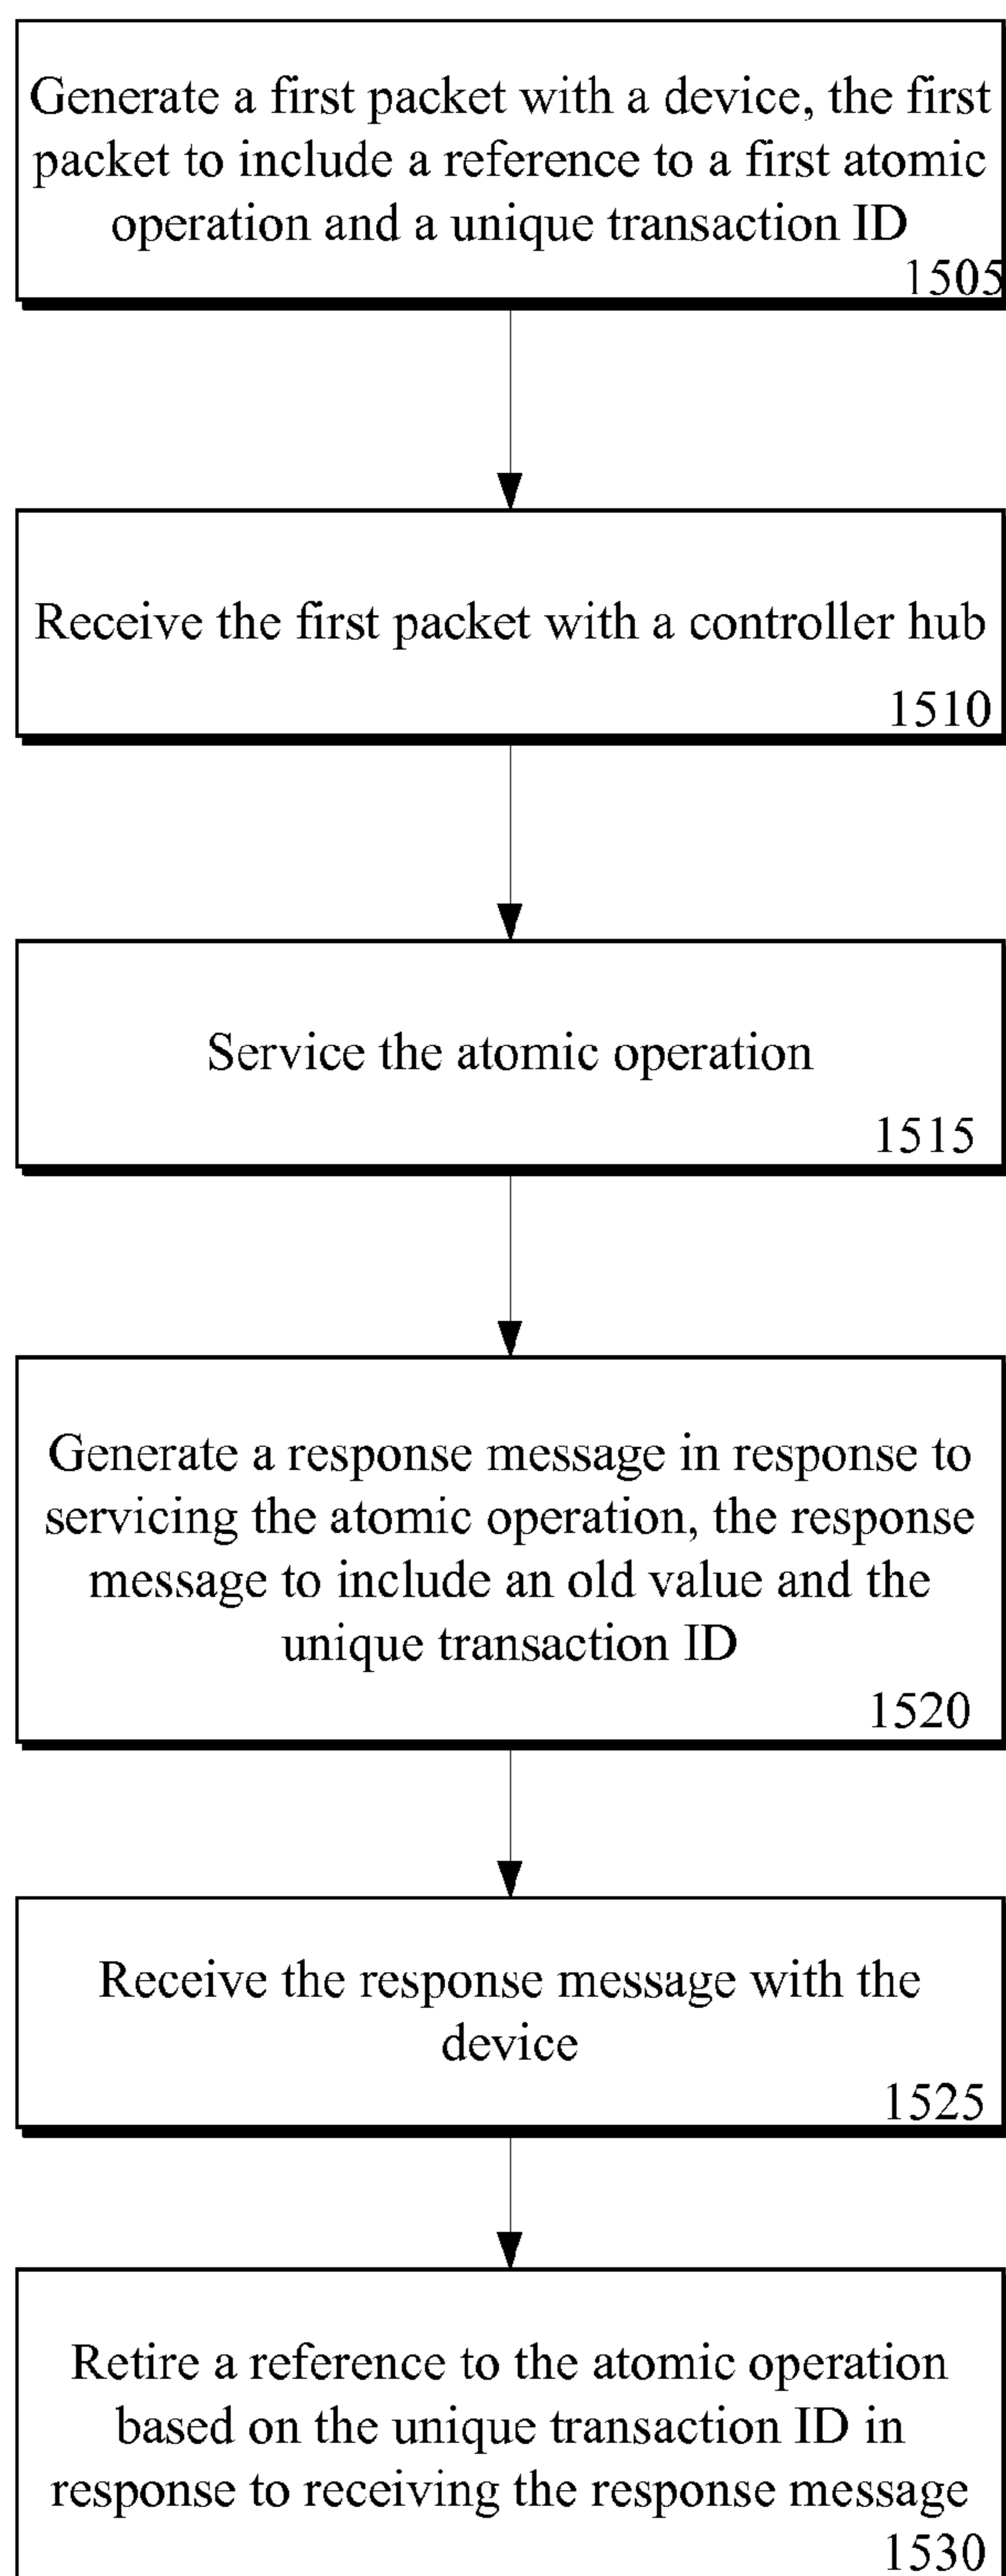 Generate a first packet with a device, the first
packet to include a reference to a first atomic
operation and a unique transaction ID
1505
Receive the first packet with a controller hub
1510
Service the atomic operation
1515
Generate a response message in response to
servicing the atomic operation, the response
message to include an old value and the
unique transaction ID
1520
Receive the response message with the
device
1525
Retire a reference to the atomic operation
based on the unique transaction ID in
response to receiving the response message
1530